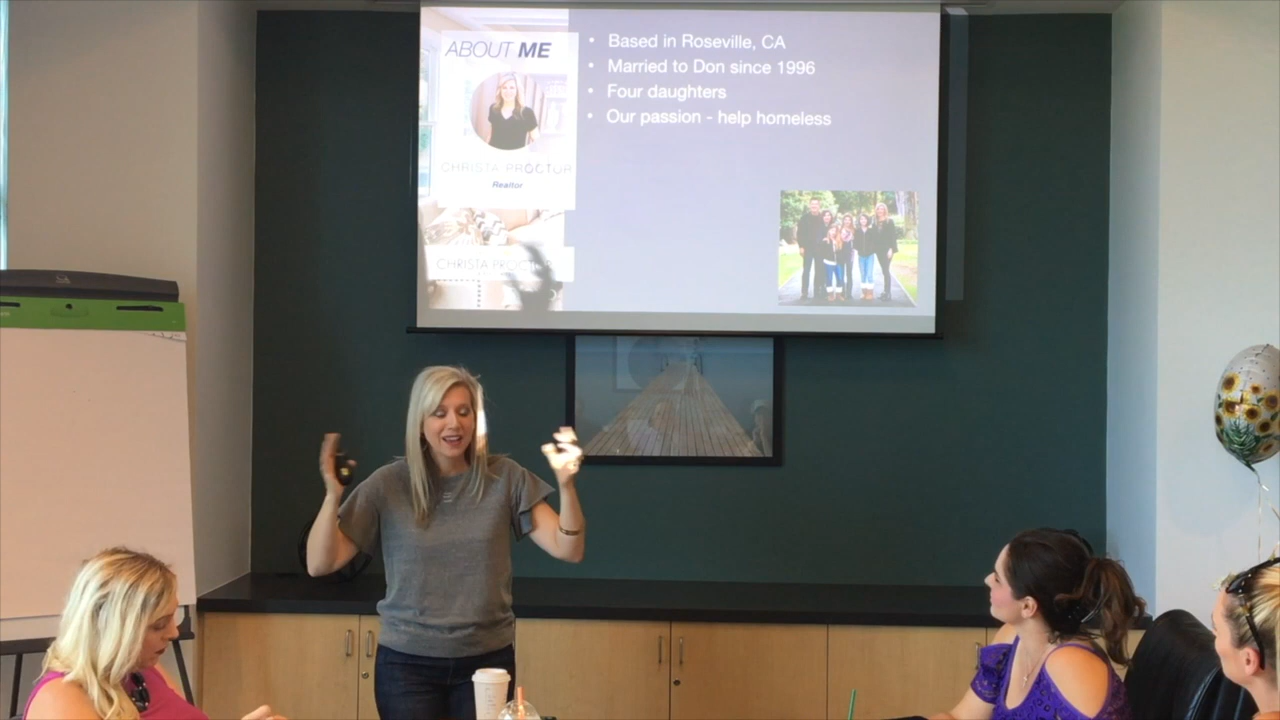 ABOUT ME
CHRISTA PROCTOR
Realtor
CHRISTA PROCTOR
• Based in Roseville, CA
• Married to Don since 1996
• Four daughters
• Our passion - help homeless